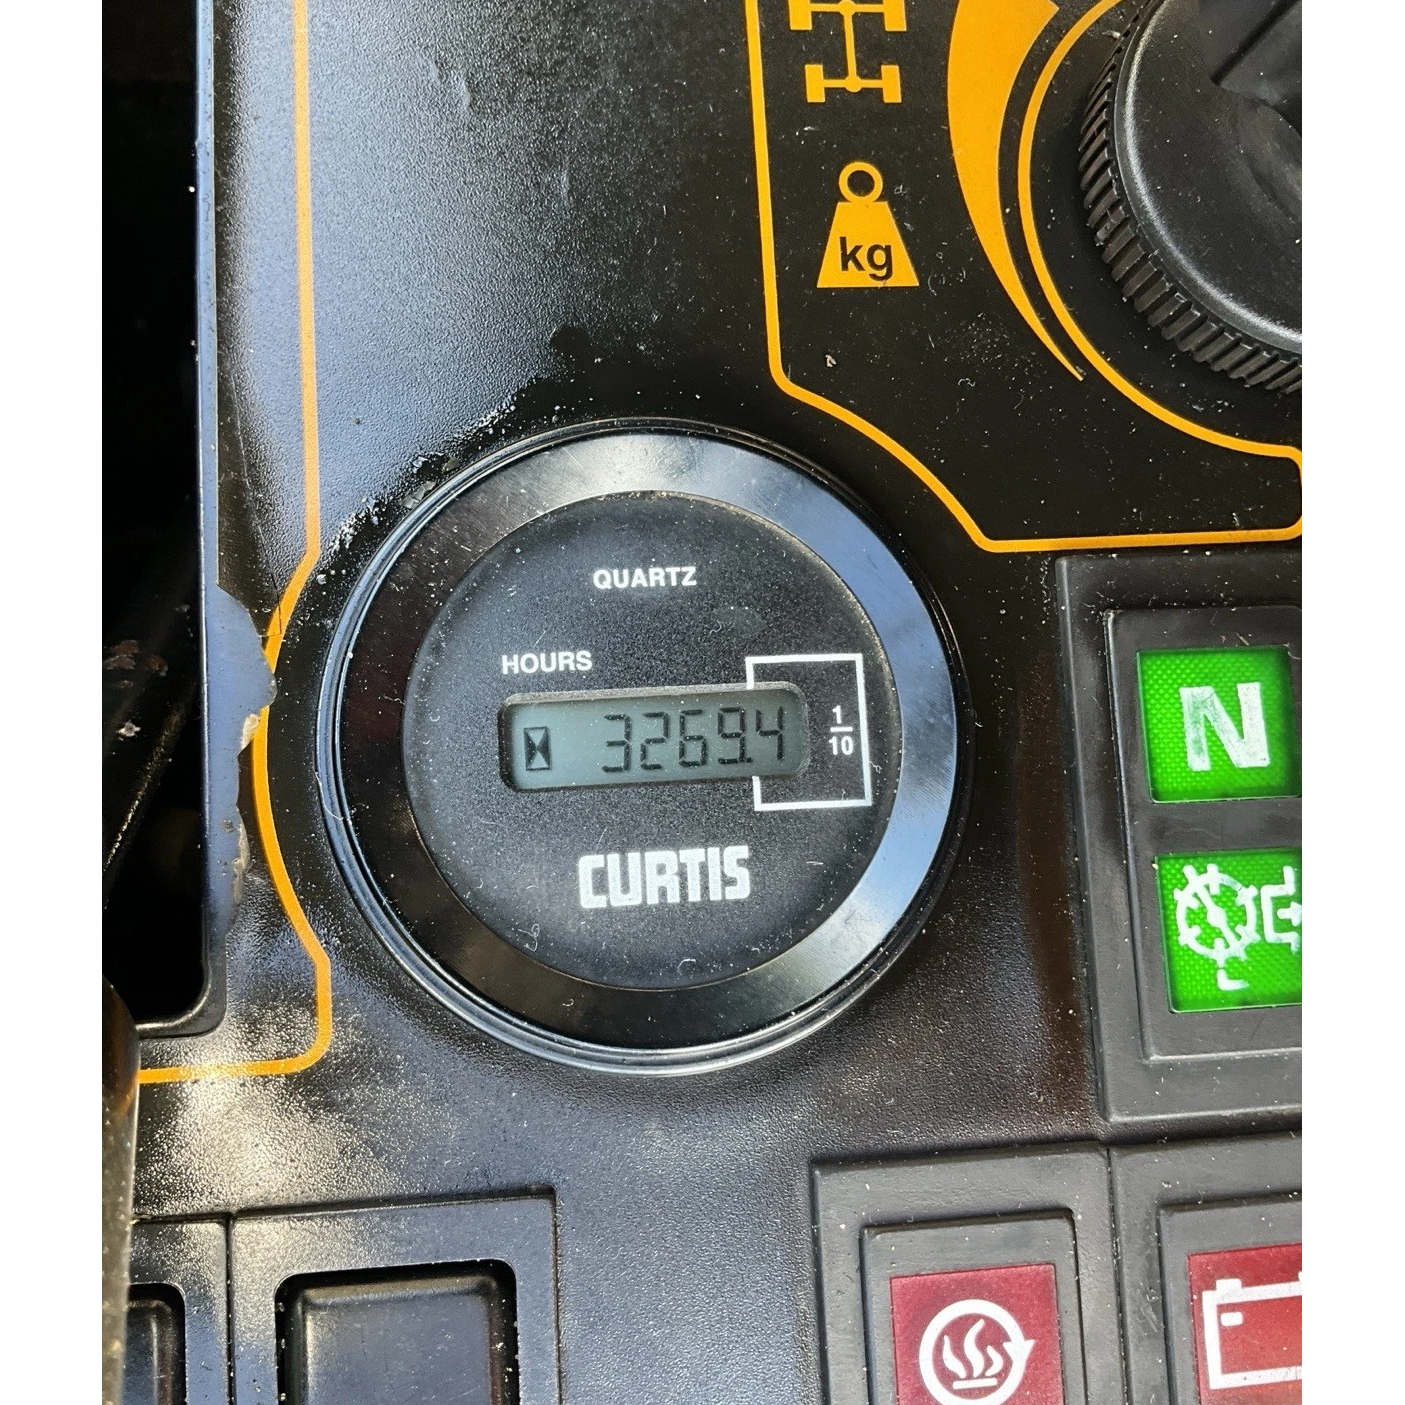 kg
QUARTZ
HOURS
3269.4
1
10
CURTIS
N